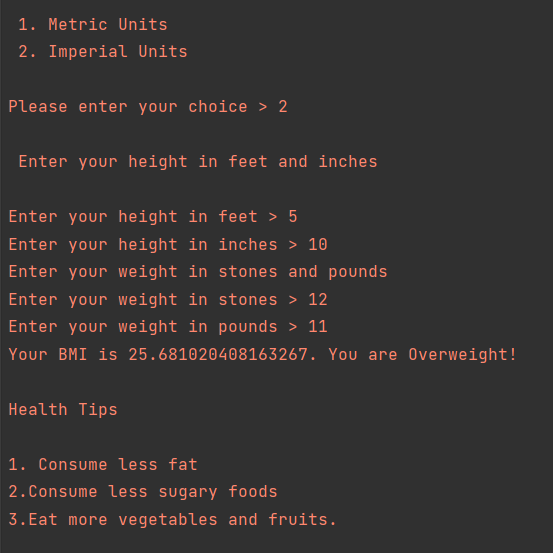 1. Metric Units
2. Imperial Units
Please enter your choice > 2
Enter your height in feet and inches
Enter your height in feet > 5
Enter your height in inches > 10
Enter your weight in stones and pounds
Enter your weight in stones > 12
Enter your weight in pounds > 11
Your BMI is 25.681020408163267. You are Overweight!
Health Tips
1. Consume less fat
2.Consume less sugary foods
3.Eat more vegetables and fruits.